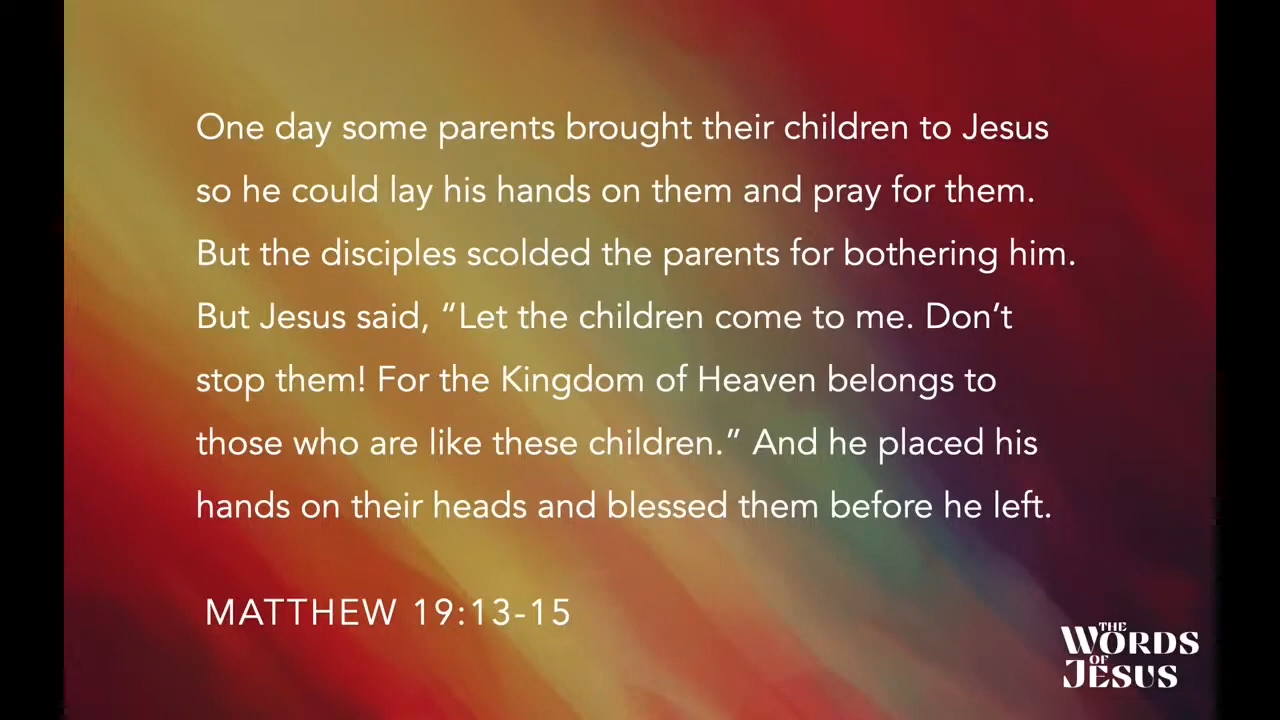 One day some parents brought their children to Jesus
so he could lay his hands on them and pray for them.
But the disciples scolded the parents for bothering him.
But Jesus said, “Let the children come to me. Don’t
stop them! For the Kingdom of Heaven belongs to
those who are like these children.” And he placed his
hands on their heads and blessed them before he left.
MATTHEW 19:13-15
THE
WORDS
OF
JESUS